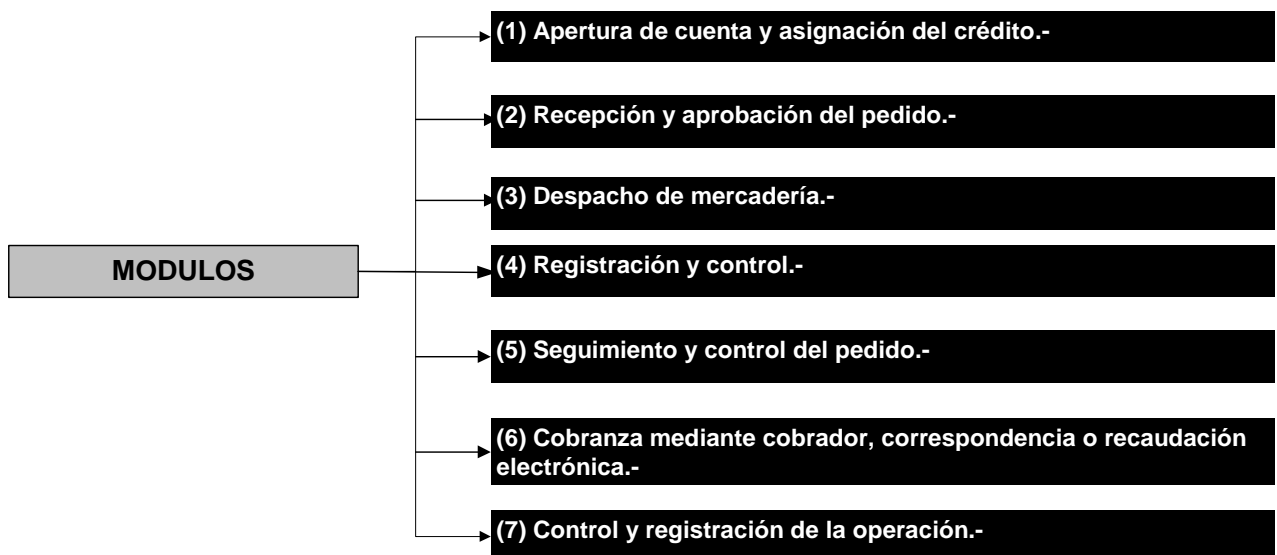 (1) Apertura de cuenta y asignación del crédito.-
(2) Recepción y aprobación del pedido.-
(3) Despacho de mercadería.-
MODULOS
(4) Registración y control.-
(5) Seguimiento y control del pedido.-
(6) Cobranza mediante cobrador, correspondencia o recaudación
electrónica.-
(7) Control y registración de la operación.-